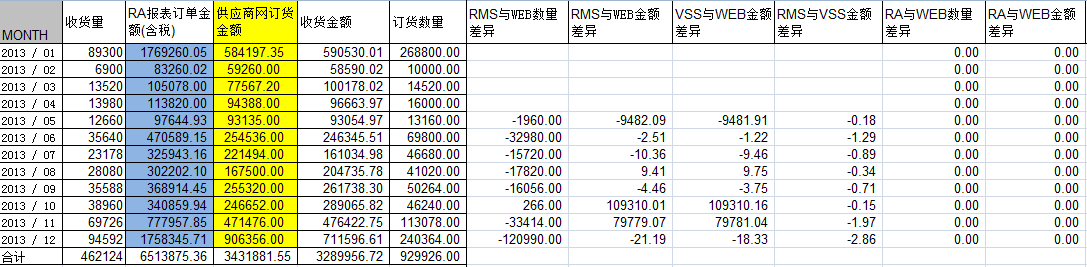 MONTH 收货量 RA报表订单金额(含税) 供应商网订货金额 收货金额 订货数量 RMS与WEB数量差异 RMS与WEB金额差异 VSS与WEB金额差异 RMS与VSS金额差异 RA与WEB数量差异 RA与WEB金额差异
2013 / 01 89300 1769260.05 584197.35 590530.01 268800.00 0.00 0.00
2013 / 02 6900 83260.02 59260.00 58590.02 10000.00 0.00 0.00
2013 / 03 13520 105078.00 77567.20 100178.02 14520.00 0.00 0.00
2013 / 04 13980 113820.00 94388.00 96663.97 16000.00 0.00 0.00
2013 / 05 12660 97644.93 93135.00 93054.97 13160.00 -1960.00 -9482.09 -9481.91 -0.18 0.00 0.00
2013 / 06 35640 470589.15 254536.00 246345.51 69800.00 -32980.00 -2.51 -1.22 -1.29 0.00 0.00
2013 / 07 23178 325943.16 221494.00 161034.98 46680.00 -15720.00 -10.36 -9.46 -0.89 0.00 0.00
2013 / 08 28080 302202.10 167500.00 204735.78 41020.00 -17820.00 9.41 9.75 -0.34 0.00 0.00
2013 / 09 35588 368914.45 255320.00 261738.30 50264.00 -16056.00 -4.46 -3.75 -0.71 0.00 0.00
2013 / 10 38960 340859.94 246652.00 289065.82 46240.00 266.00 109310.01 109310.16 -0.15 0.00 0.00
2013 / 11 69726 777957.85 471476.00 476422.75 113078.00 -33414.00 79779.07 79781.04 -1.97 0.00 0.00
2013 / 12 94592 1758345.71 906356.00 711596.61 240364.00 -120990.00 -21.19 -18.33 -2.86 0.00 0.00
合计 462124 6513875.36 3431881.55 3289956.72 929926.00